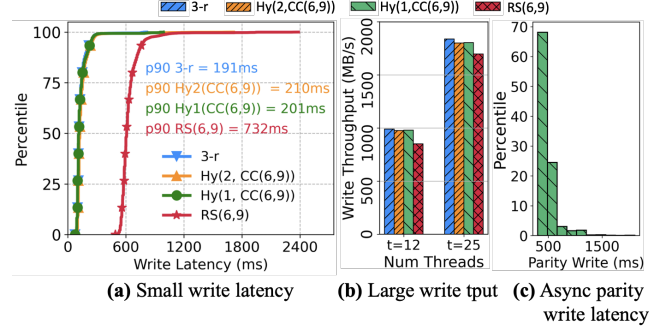 3-r Hy(2,CC(6,9)) Hy(1,CC(6,9)) RS(6,9)
100
75
50
25
0
Percentile
p90 3-r = 191ms
p90 Hy2(CC(6,9)) = 210ms
p90 Hy1(CC(6,9)) = 201ms
p90 RS(6,9) = 732ms
3-r
Hy(2, CC(6,9))
Hy(1, CC(6,9))
RS(6,9)
0 600 1200 1800 2400
Write Latency (ms)
(a) Small write latency
Write Throughput (MB/s)
2000
1500
1000
500
0
t=12 t=25
Num Threads
(b) Large write tput
Percentile
70
60
50
40
30
20
10
0
500 1500
Parity Write (ms)
(c) Async parity
write latency